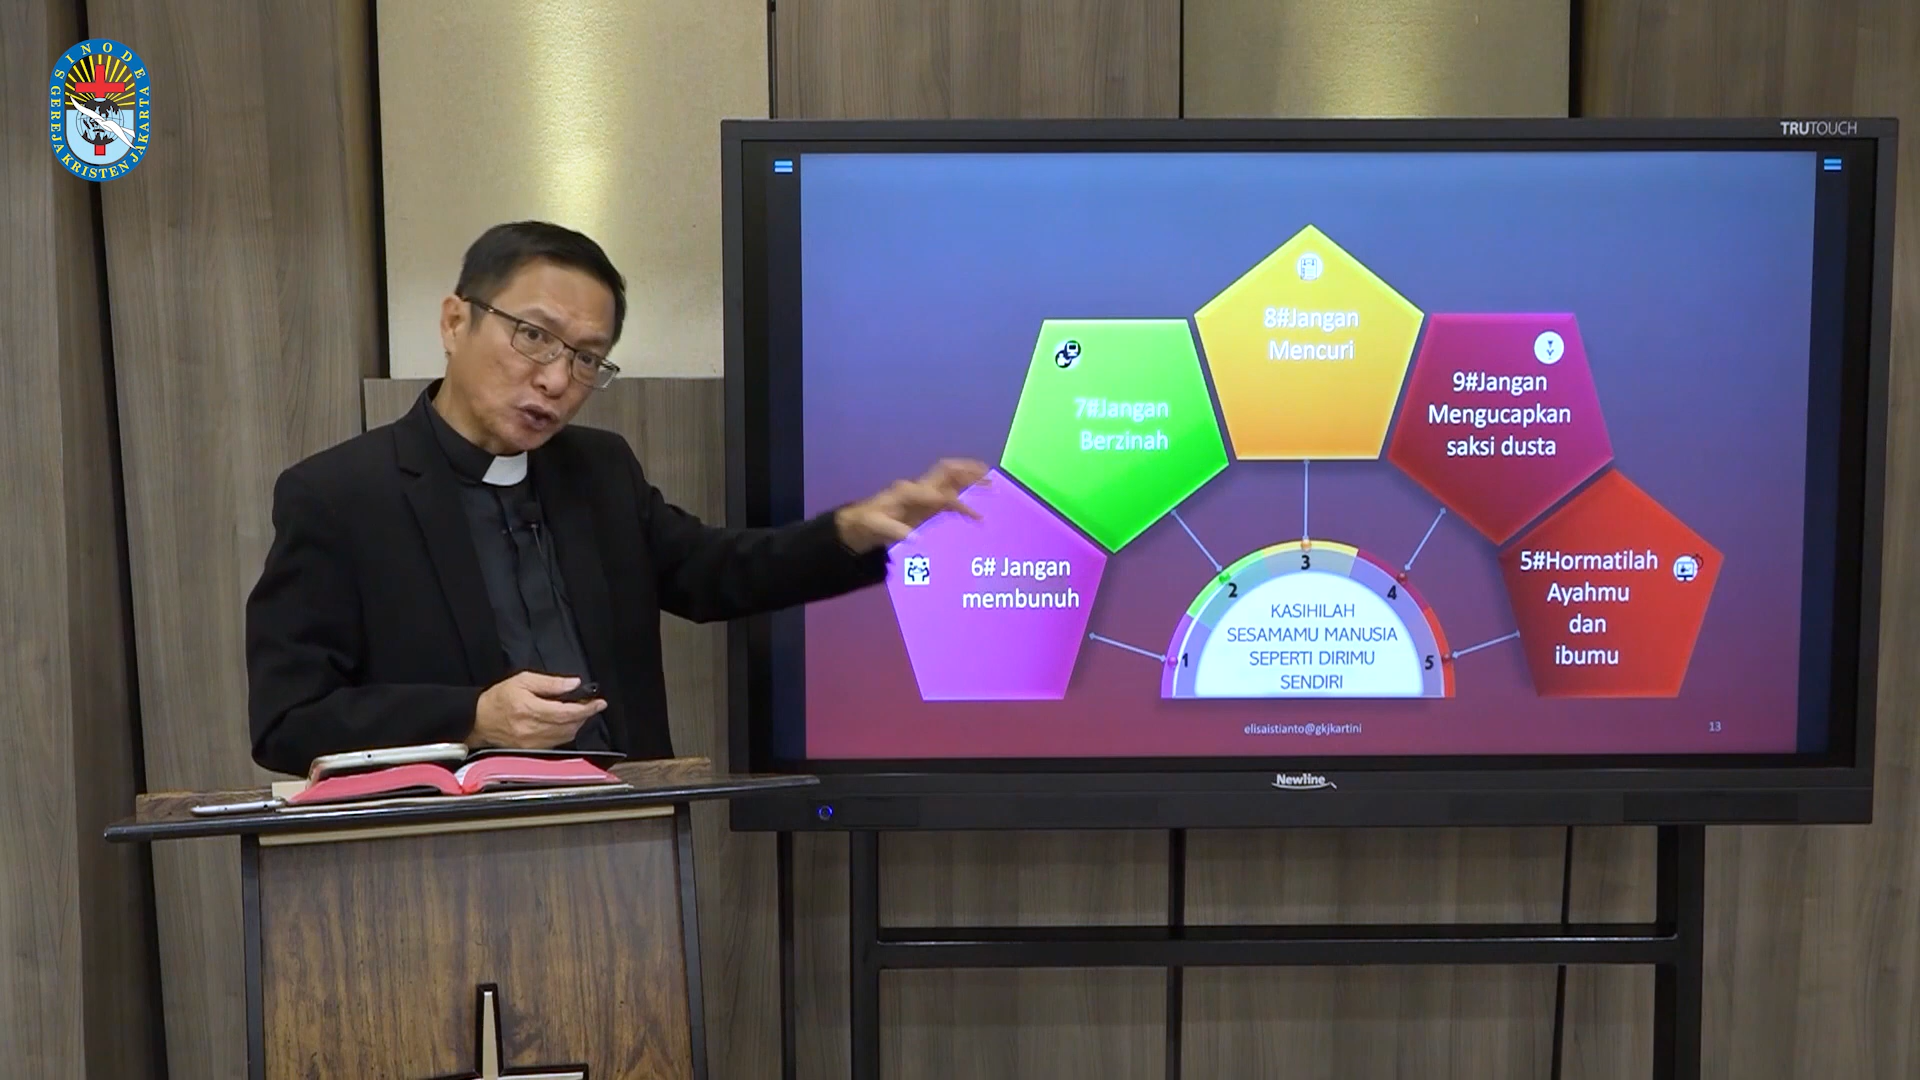 SINODE
GEREJA KRISTEN JAKARTA
TRUTOUCH
8#Jangan
Mencuri
7#Jangan
Berzinah
9#Jangan
Mengucapkan
saksi dusta
6# Jangan
membunuh
5#Hormatilah
Ayahmu
dan
ibumu
1
2
3
4
5
KASIHILAH
SESAMAMU MANUSIA
SEPERTI DIRIMU
SENDIRI
elisaistianto@gkjkartini
13
Newline